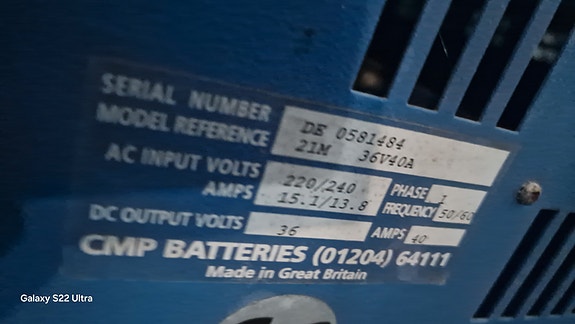 SERIAL NUMBER DE 0581484
MODEL REFERENCE 21M 36V40A
AC INPUT VOLTS 220/240 PHASE 1
AMPS 15.1/13.8 FREQUENCY 50/60
DC OUTPUT VOLTS 36 AMPS 40
CMP BATTERIES (01204) 64111
Made in Great Britain
Galaxy S22 Ultra